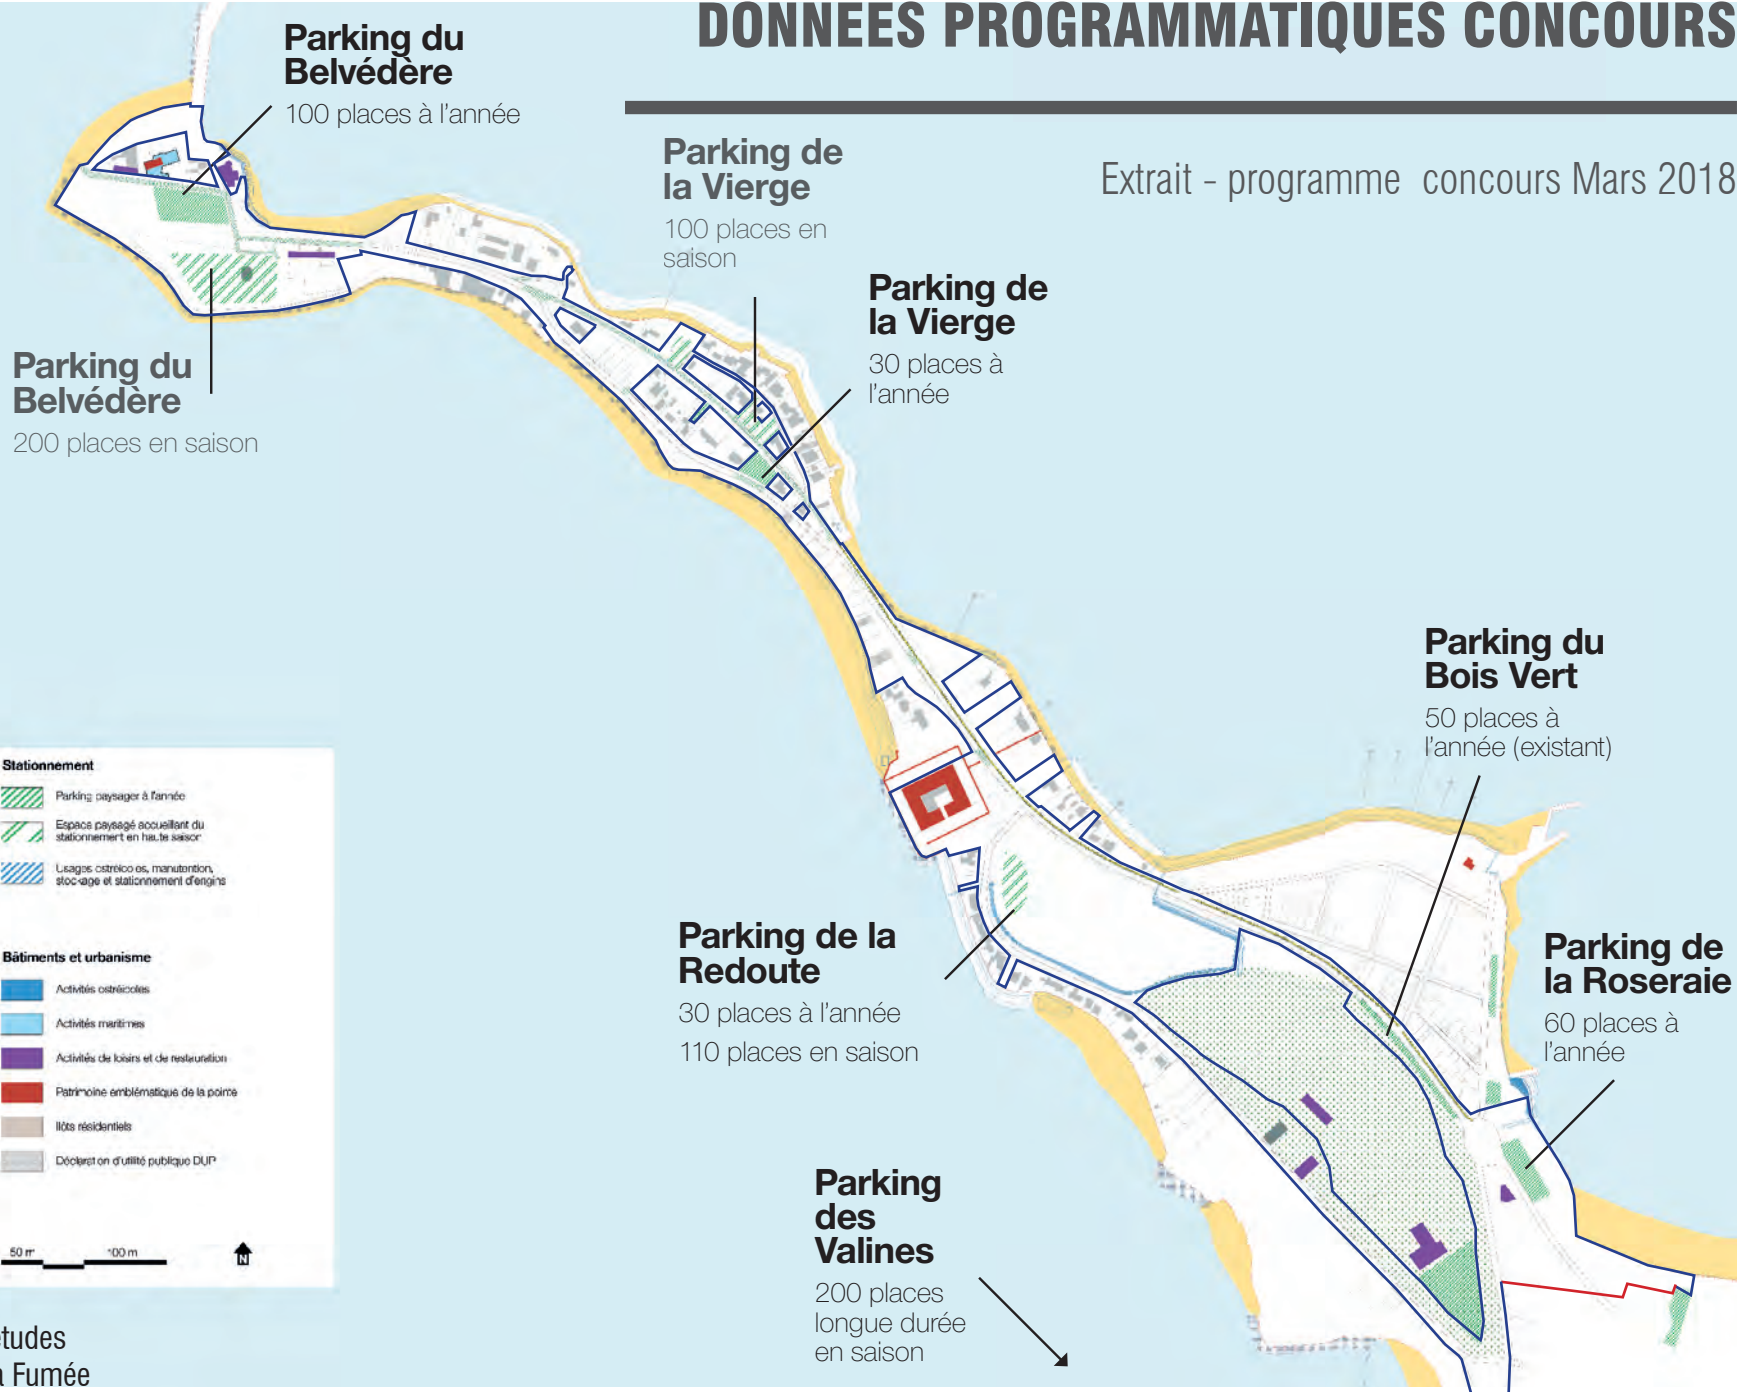 DONNEES PROGRAMMATIQUES CONCOURS
Extrait - programme concours Mars 2018
Parking du
Belvédère
100 places à l'année
Parking de
la Vierge
100 places en
saison
Parking de
la Vierge
30 places à
l'année
Parking du
Belvédère
200 places en saison
Parking du
Bois Vert
50 places à
l'année (existant)
Parking de la
Redoute
30 places à l'année
110 places en saison
Parking de
la Roseraie
60 places à
l'année
Parking
des
Valines
200 places
longue durée
en saison
Stationnement
Parking paysager à l'année
Espace paysagé accueillant du
stationnement en haute saison
Usages ostréicoles, manutention,
stockage et stationnement d'engins
Bâtiments et urbanisme
Activités ostréicoles
Activités maritimes
Activités de loisirs et de restauration
Patrimoine emblématique de la pointe
Ilôts résidentiels
Déclaration d'utilité publique DUP
50 m
100 m
N
études
Fumée